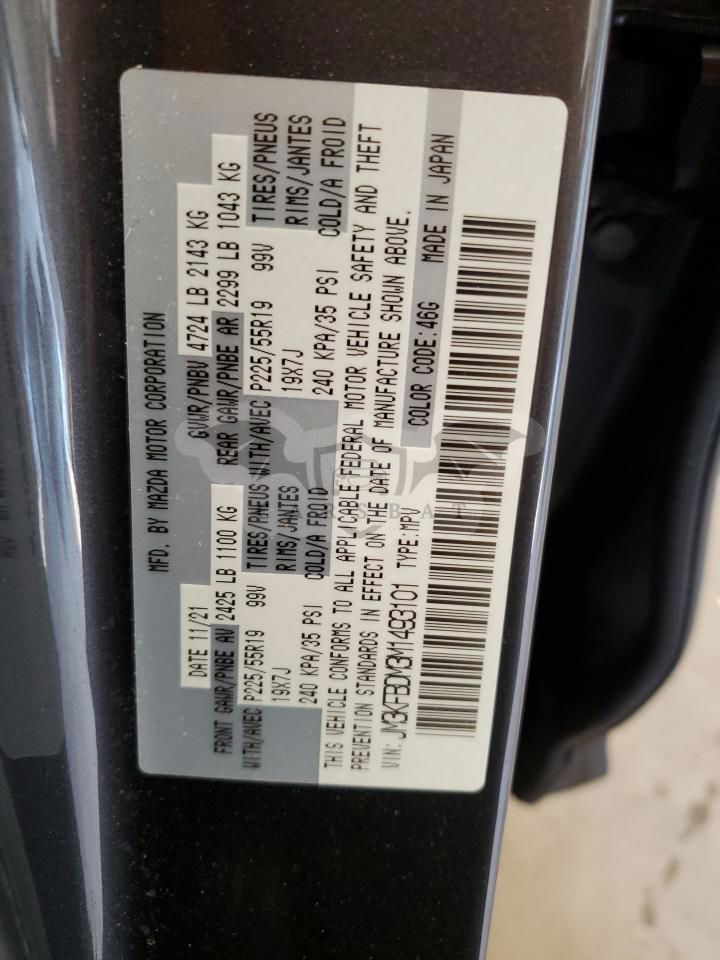 MFD. BY MAZDA MOTOR CORPORATION
DATE 11/21 GVWR/PNBV 4724 LB 2143 KG
FRONT GAWR/PNBE AV 2425 LB 1100 KG REAR GAWR/PNBE AR 2299 LB 1043 KG
WITH/AVEC P225/55R19 99V TIRES/PNEUS WITH/AVEC P225/55R19 99V TIRES/PNEUS
19X7J RIMS/JANTES 19X7J RIMS/JANTES
240 KPA/35 PSI COLD/A FROID 240 KPA/35 PSI COLD/A FROID
THIS VEHICLE CONFORMS TO ALL APPLICABLE FEDERAL MOTOR VEHICLE SAFETY AND THEFT
PREVENTION STANDARDS IN EFFECT ON THE DATE OF MANUFACTURE SHOWN ABOVE.
VIN: JM3KFBDM3M1493101 TYPE:MPV COLOR CODE:46G MADE IN JAPAN